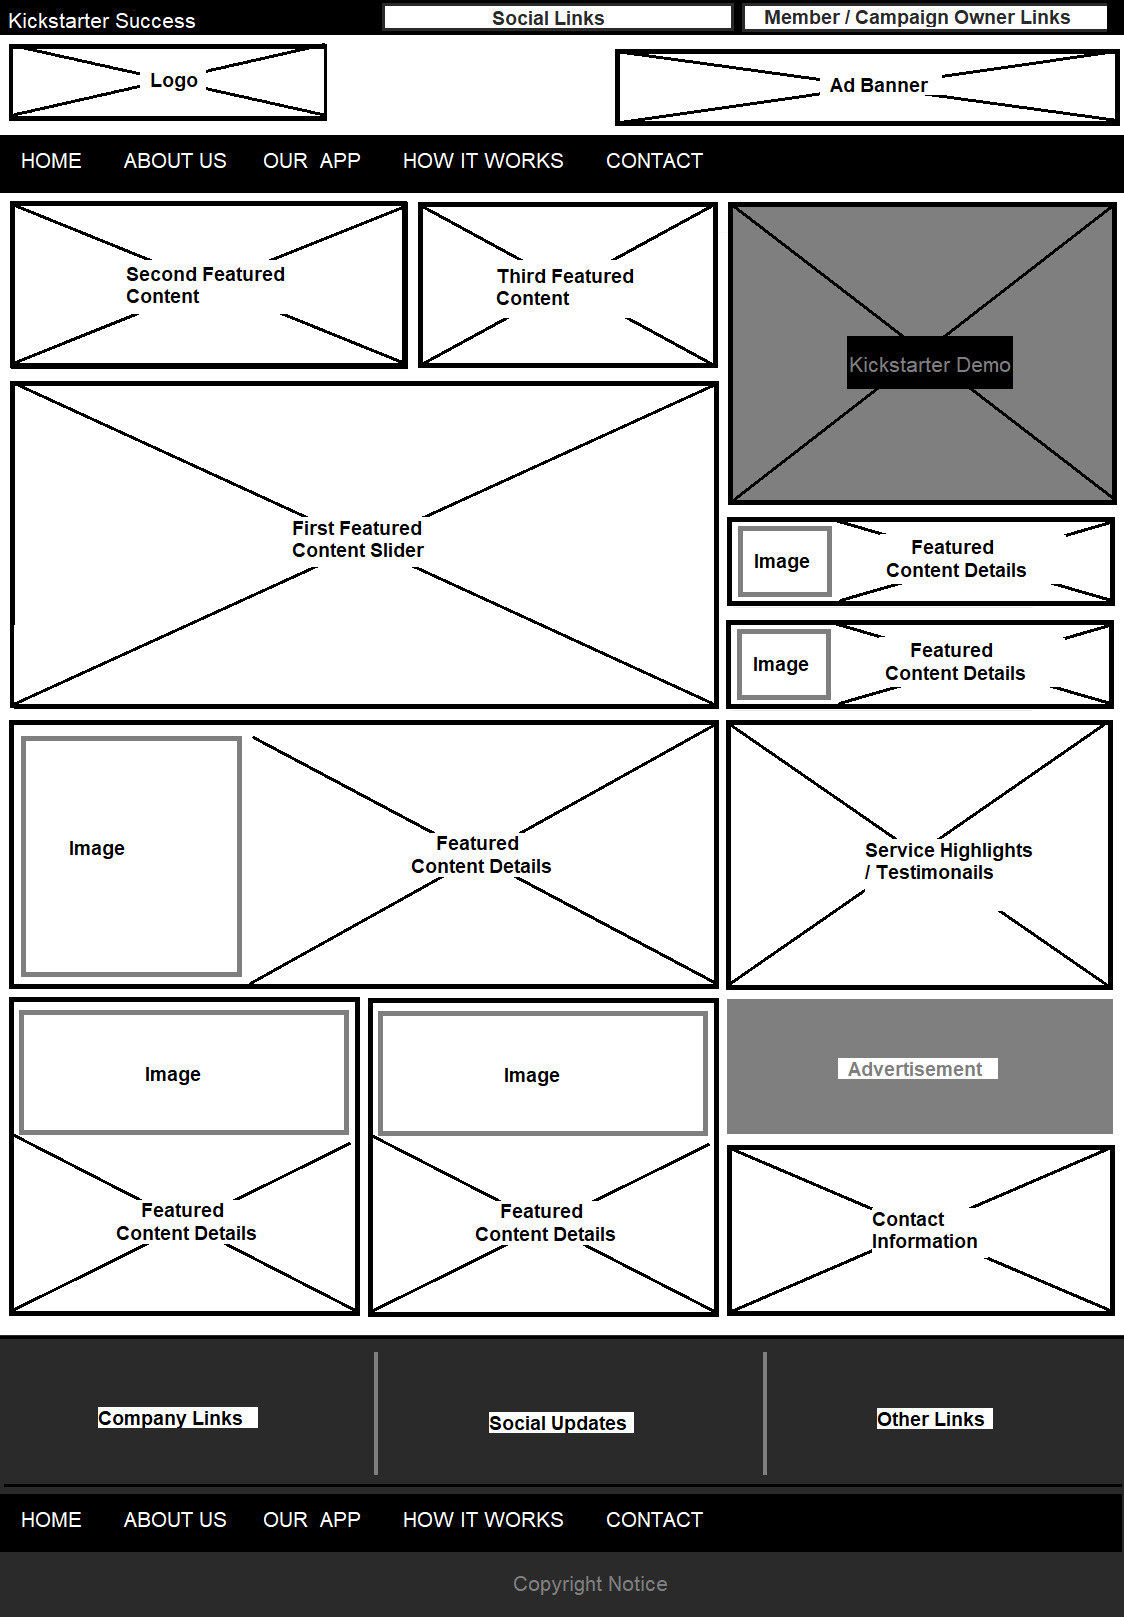 Kickstarter Success
Social Links
Member / Campaign Owner Links
Logo
Ad Banner
HOME ABOUT US OUR APP HOW IT WORKS CONTACT
Second Featured
Content
Third Featured
Content
Kickstarter Demo
First Featured
Content Slider
Image
Featured
Content Details
Image
Featured
Content Details
Image
Featured
Content Details
Service Highlights
/ Testimonails
Image
Featured
Content Details
Image
Featured
Content Details
Advertisement
Contact
Information
Company Links
Social Updates
Other Links
HOME ABOUT US OUR APP HOW IT WORKS CONTACT
Copyright Notice